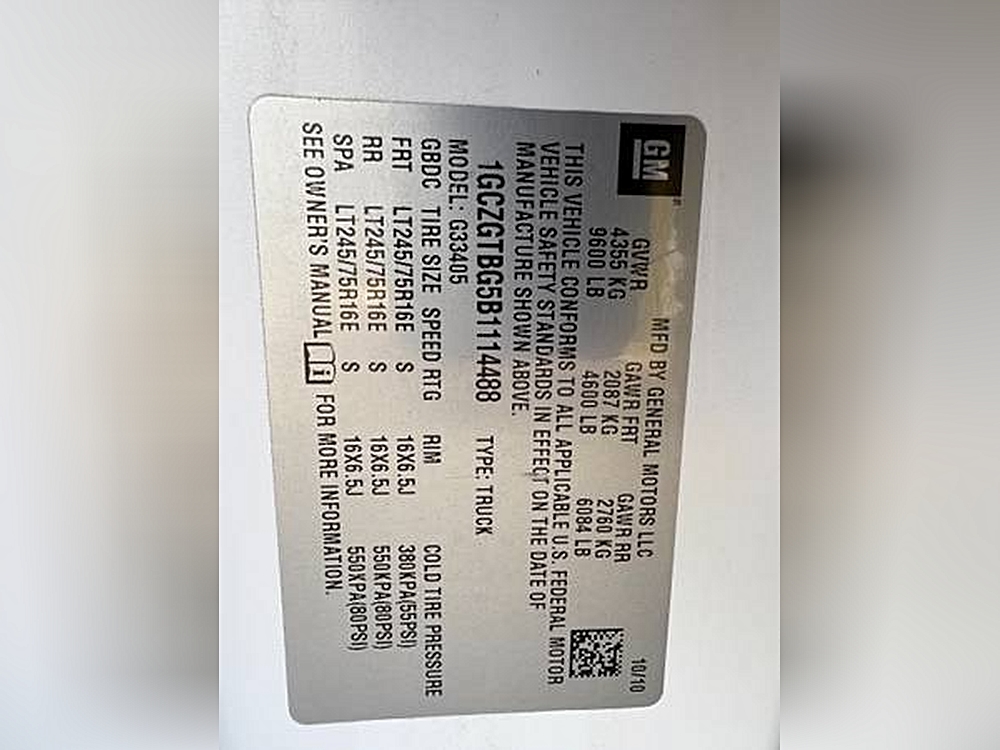 GM
MFD BY GENERAL MOTORS LLC 10/10
GVWR GAWR FRT GAWR RR
4355 KG 2087 KG 2760 KG
9600 LB 4600 LB 6084 LB
THIS VEHICLE CONFORMS TO ALL APPLICABLE U.S. FEDERAL MOTOR
VEHICLE SAFETY STANDARDS IN EFFECT ON THE DATE OF
MANUFACTURE SHOWN ABOVE.
1GCZGTBG5B1114488 TYPE: TRUCK
MODEL: G33405
GBDC TIRE SIZE SPEED RTG RIM COLD TIRE PRESSURE
FRT LT245/75R16E S 16X6.5J 380KPA(55PSI)
RR LT245/75R16E S 16X6.5J 550KPA(80PSI)
SPA LT245/75R16E S 16X6.5J 550KPA(80PSI)
SEE OWNER'S MANUAL FOR MORE INFORMATION.